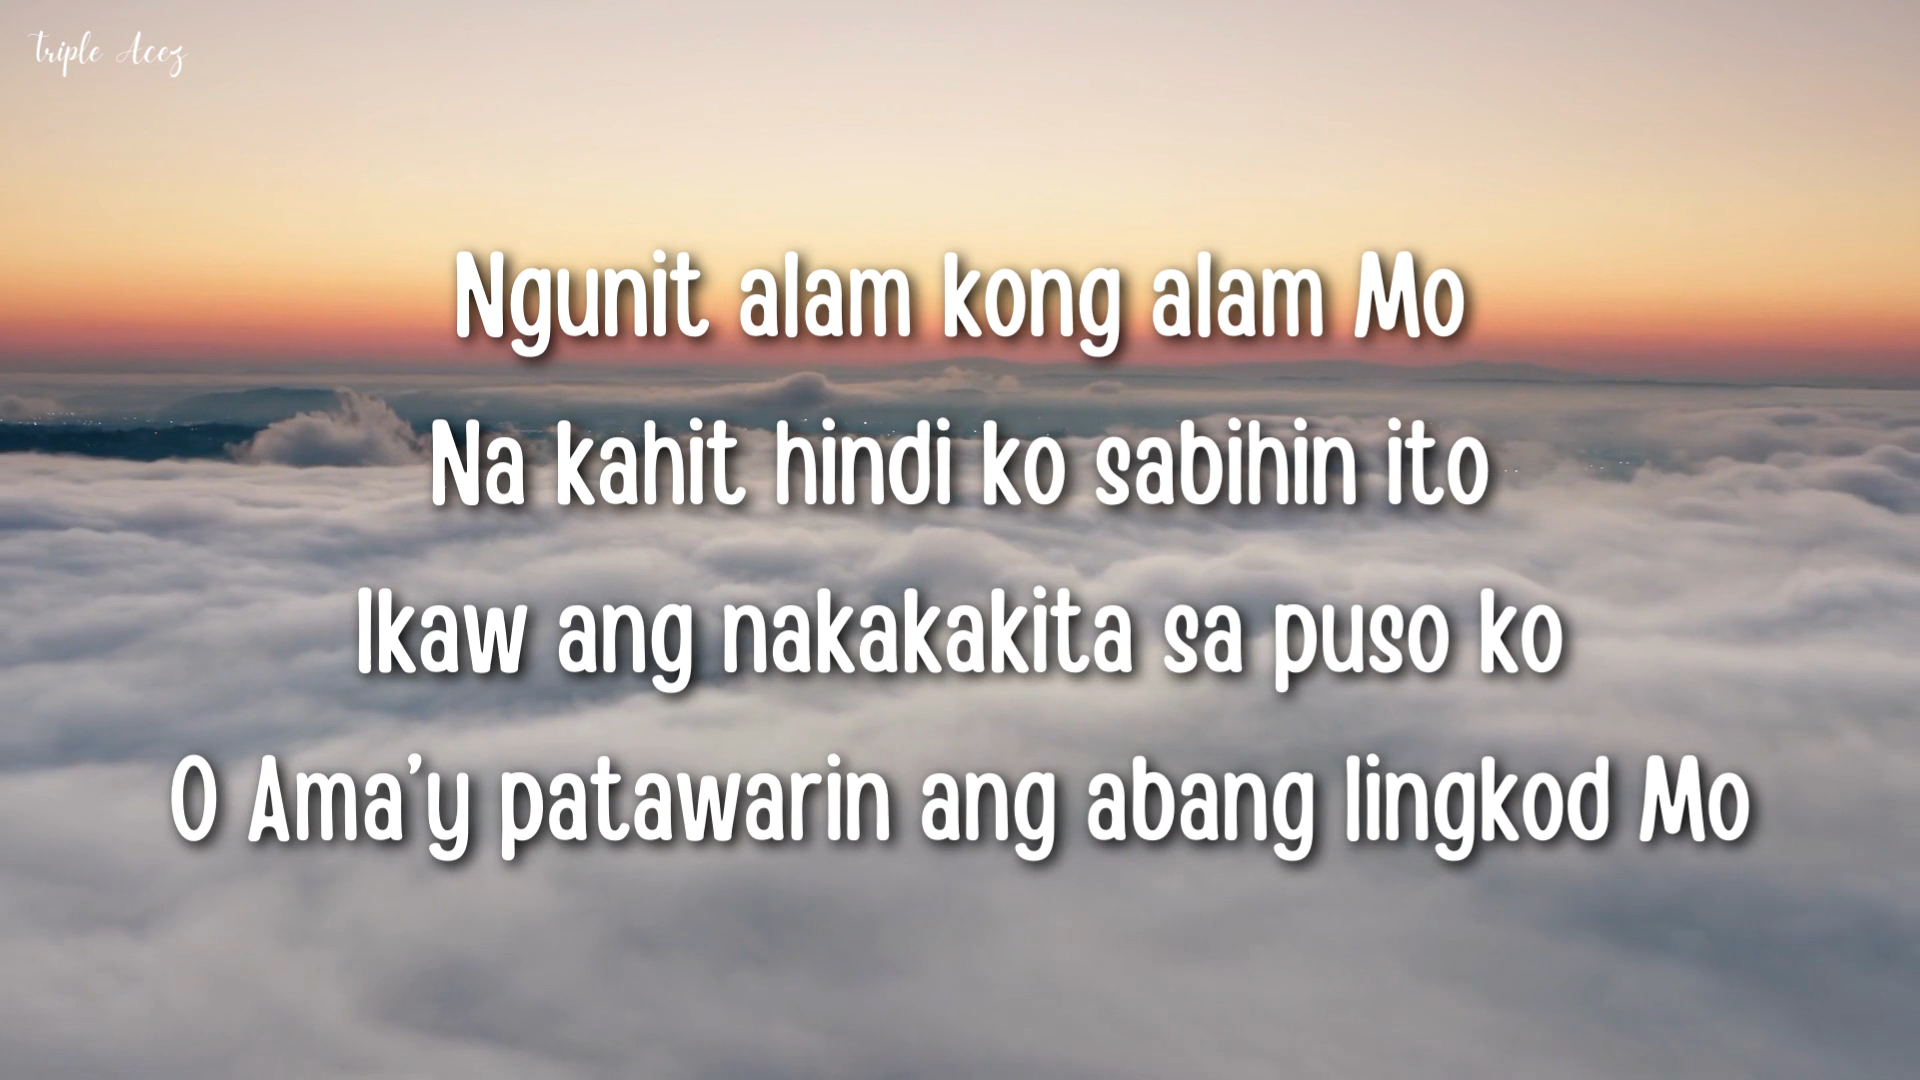 Triple Acez
Ngunit alam kong alam Mo
Na kahit hindi ko sabihin ito
Ikaw ang nakakakita sa puso ko
O Ama’y patawarin ang abang lingkod Mo